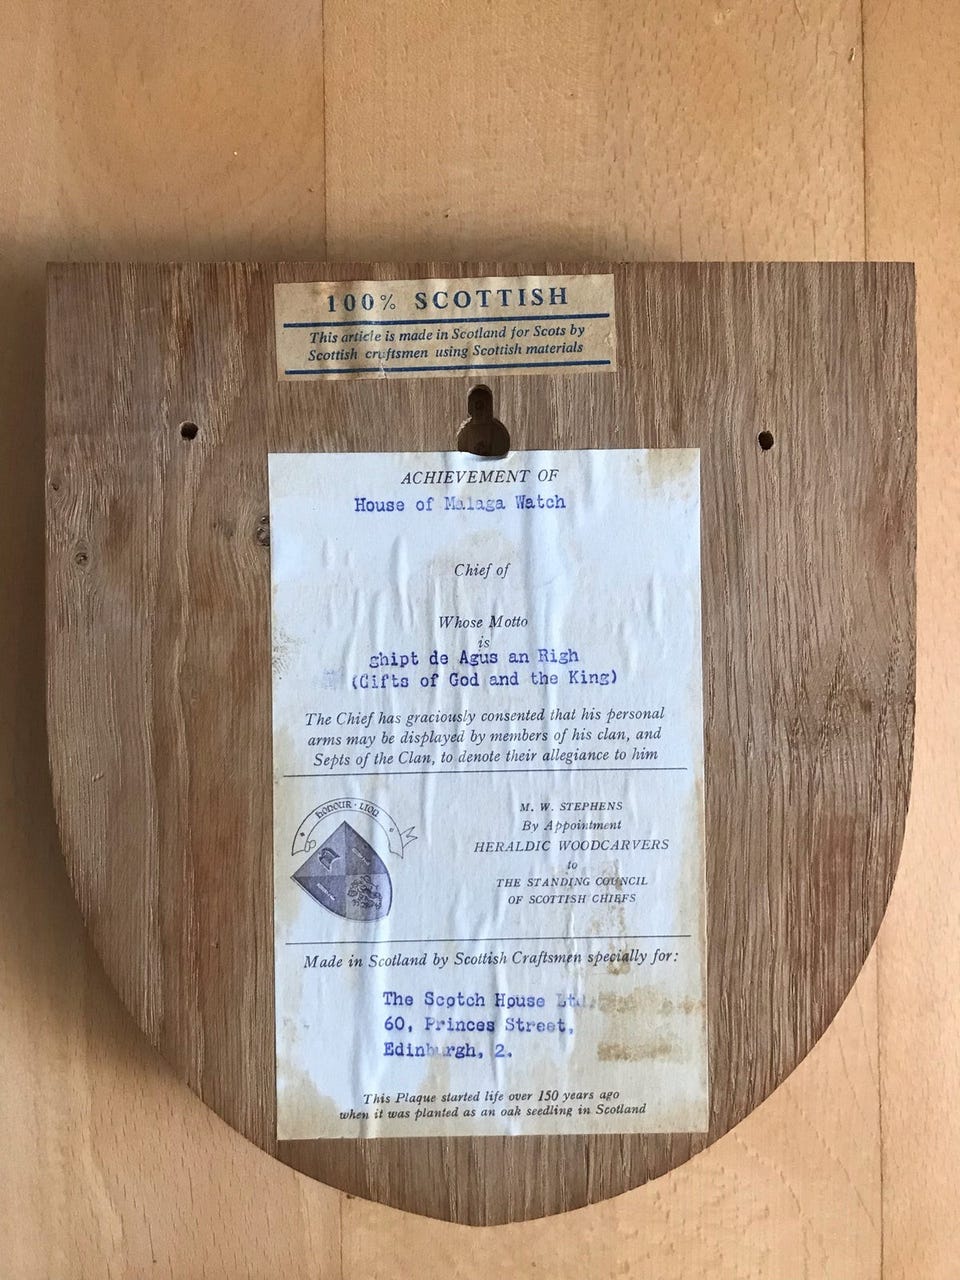 100% SCOTTISH
This article is made in Scotland for Scots by
Scottish craftsmen using Scottish materials
ACHIEVEMENT OF
House of Malaga Watch
Chief of
Whose Motto
is
ghipt de Agus an Righ
(Gifts of God and the King)
The Chief has graciously consented that his personal
arms may be displayed by members of his clan, and
Septs of the Clan, to denote their allegiance to him
HONOUR · LION
M. W. STEPHENS
By Appointment
HERALDIC WOODCARVERS
to
THE STANDING COUNCIL
OF SCOTTISH CHIEFS
Made in Scotland by Scottish Craftsmen specially for:
The Scotch House Ltd.
60, Princes Street,
Edinburgh, 2.
This Plaque started life over 150 years ago
when it was planted as an oak seedling in Scotland